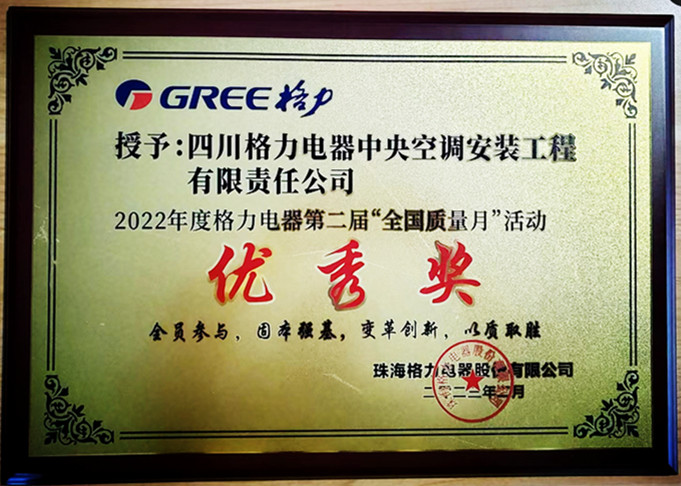 GREE格力
授予:四川格力电器中央空调安装工程
有限责任公司
2022年度格力电器第二届“全国质量月”活动
优秀奖
全员参与,固本强基,变革创新,以质取胜
珠海格力电器股份有限公司